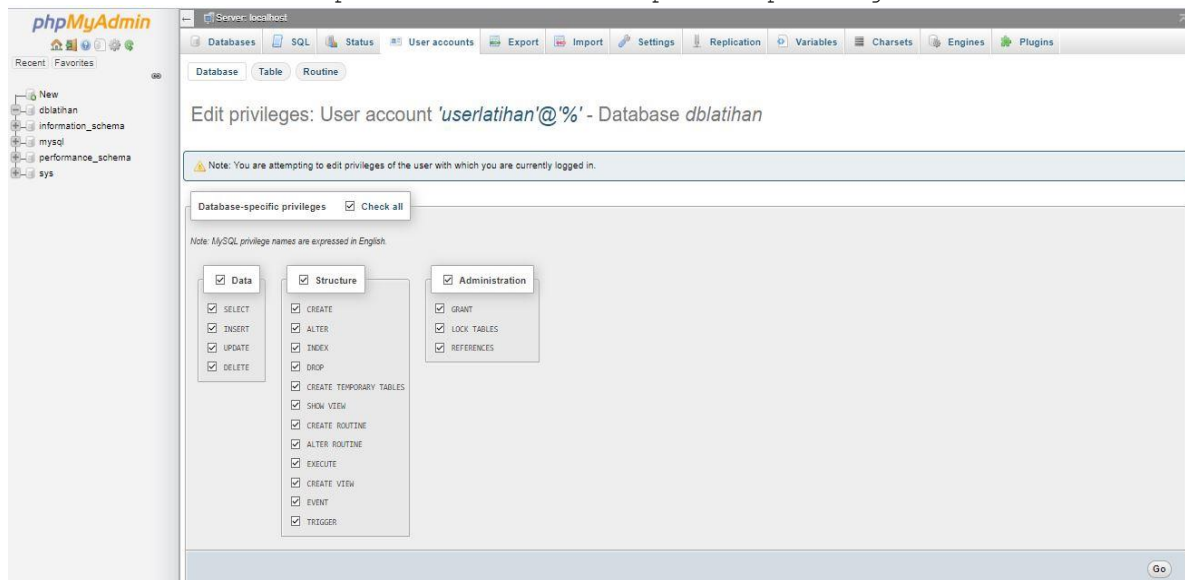 phpMyAdmin
Recent Favorites
New
dblatihan
information_schema
mysql
performance_schema
sys
Server: localhost
Databases SQL Status User accounts Export Import Settings Replication Variables Charsets Engines Plugins
Database Table Routine
Edit privileges: User account 'userlatihan'@'%' - Database dblatihan
Note: You are attempting to edit privileges of the user with which you are currently logged in.
Database-specific privileges Check all
Note: MySQL privilege names are expressed in English.
Data
SELECT
INSERT
UPDATE
DELETE
Structure
CREATE
ALTER
INDEX
DROP
CREATE TEMPORARY TABLES
SHOW VIEW
CREATE ROUTINE
ALTER ROUTINE
EXECUTE
CREATE VIEW
EVENT
TRIGGER
Administration
GRANT
LOCK TABLES
REFERENCES
Go